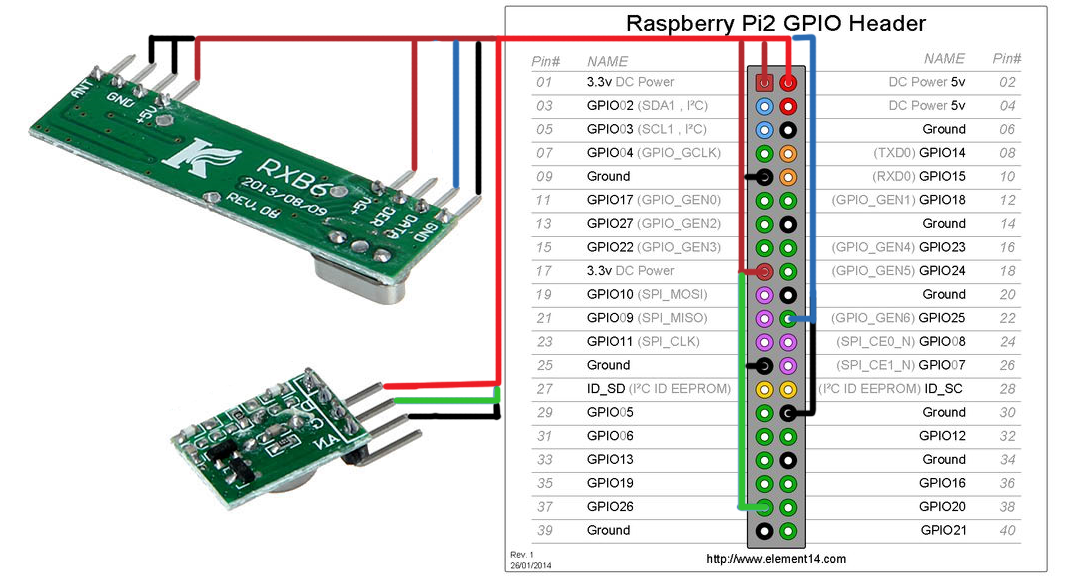 Raspberry Pi2 GPIO Header
Pin# NAME NAME Pin#
01 3.3v DC Power DC Power 5v 02
03 GPIO02 (SDA1 , I²C) DC Power 5v 04
05 GPIO03 (SCL1 , I²C) Ground 06
07 GPIO04 (GPIO_GCLK) (TXD0) GPIO14 08
09 Ground (RXD0) GPIO15 10
11 GPIO17 (GPIO_GEN0) (GPIO_GEN1) GPIO18 12
13 GPIO27 (GPIO_GEN2) Ground 14
15 GPIO22 (GPIO_GEN3) (GPIO_GEN4) GPIO23 16
17 3.3v DC Power (GPIO_GEN5) GPIO24 18
19 GPIO10 (SPI_MOSI) Ground 20
21 GPIO09 (SPI_MISO) (GPIO_GEN6) GPIO25 22
23 GPIO11 (SPI_CLK) (SPI_CE0_N) GPIO08 24
25 Ground (SPI_CE1_N) GPIO07 26
27 ID_SD (I²C ID EEPROM) (I²C ID EEPROM) ID_SC 28
29 GPIO05 Ground 30
31 GPIO06 GPIO12 32
33 GPIO13 Ground 34
35 GPIO19 GPIO16 36
37 GPIO26 GPIO20 38
39 Ground GPIO21 40
Rev. 1
26/01/2014
http://www.element14.com
ANT
GND
+5V
K
RXB6
2013/08/09
REV.08
+5V
DER
DATA
GND